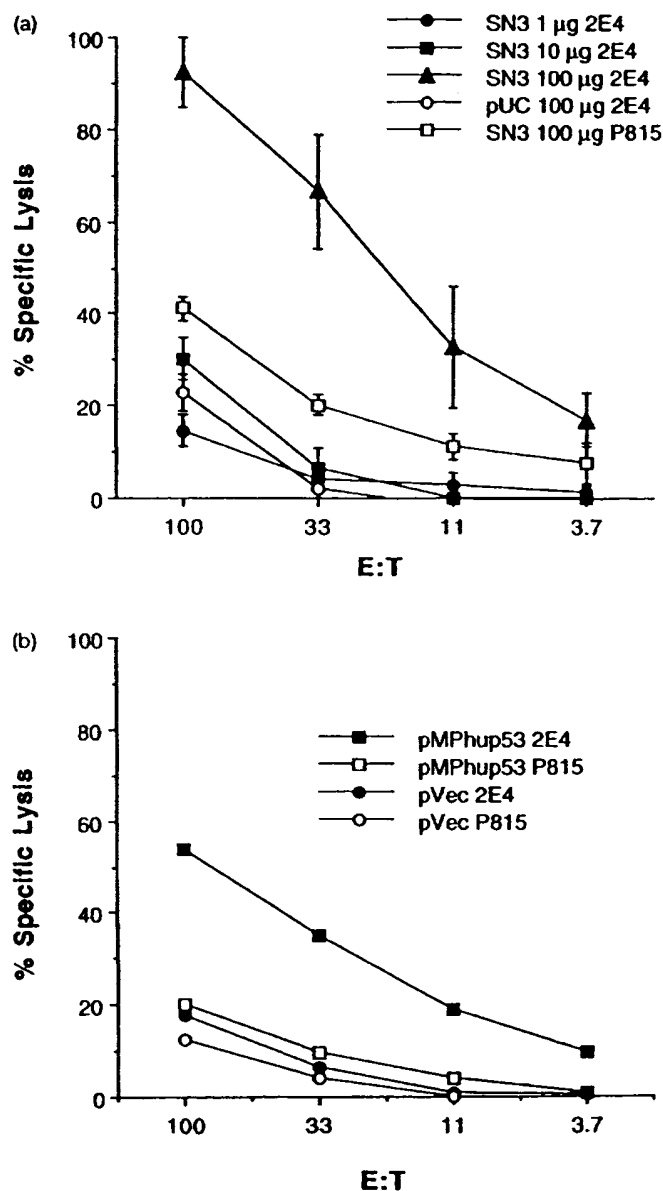 (a)
SN3 1 µg 2E4
SN3 10 µg 2E4
SN3 100 µg 2E4
pUC 100 µg 2E4
SN3 100 µg P815
% Specific Lysis
100
80
60
40
20
0
100 33 11 3.7
E:T
(b)
pMPhup53 2E4
pMPhup53 P815
pVec 2E4
pVec P815
% Specific Lysis
100
80
60
40
20
0
100 33 11 3.7
E:T